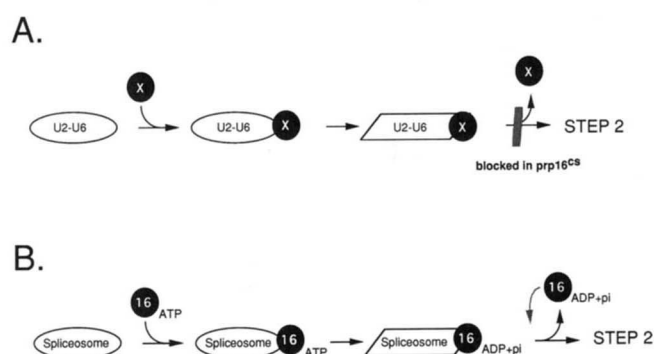 A.
X
X
U2-U6
U2-U6
X
U2-U6
X
STEP 2
blocked in prp16cs
B.
16
ATP
16
ADP+pi
Spliceosome
Spliceosome
16
ATP
Spliceosome
16
ADP+pi
STEP 2